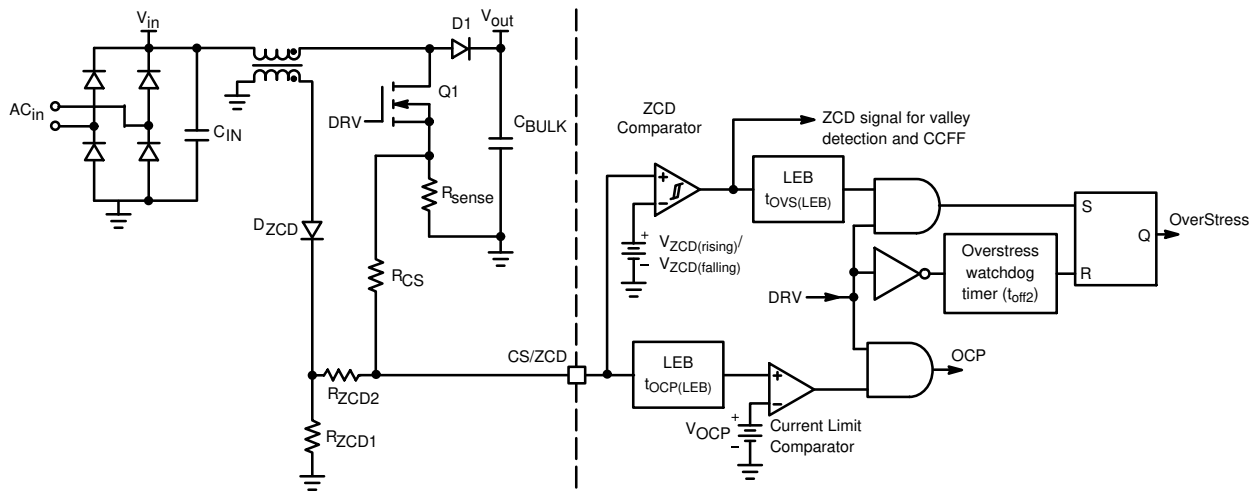 V_in
D1
V_out
AC_in
C_IN
Q1
DRV
C_BULK
R_sense
D_ZCD
R_CS
CS/ZCD
R_ZCD2
R_ZCD1
ZCD
Comparator
ZCD signal for valley
detection and CCFF
LEB
t_OVS(LEB)
+
−
+
−
V_ZCD(rising)/
V_ZCD(falling)
DRV
Overstress
watchdog
timer (t_off2)
S
Q
R
OverStress
LEB
t_OCP(LEB)
+
−
+
−
V_OCP
Current Limit
Comparator
OCP